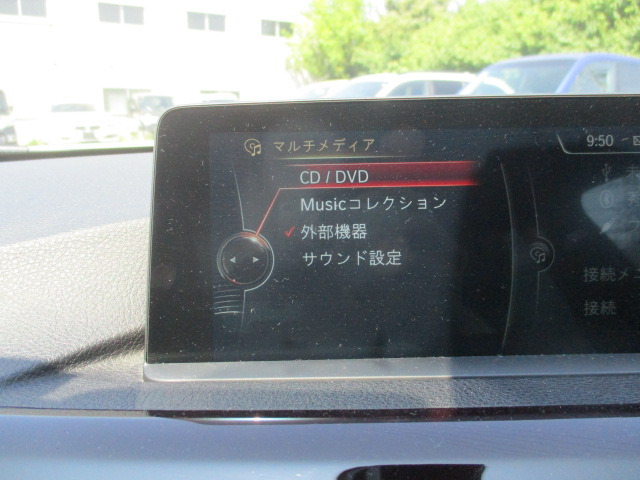 マルチメディア
9:50
CD / DVD
Musicコレクション
外部機器
サウンド設定
接続